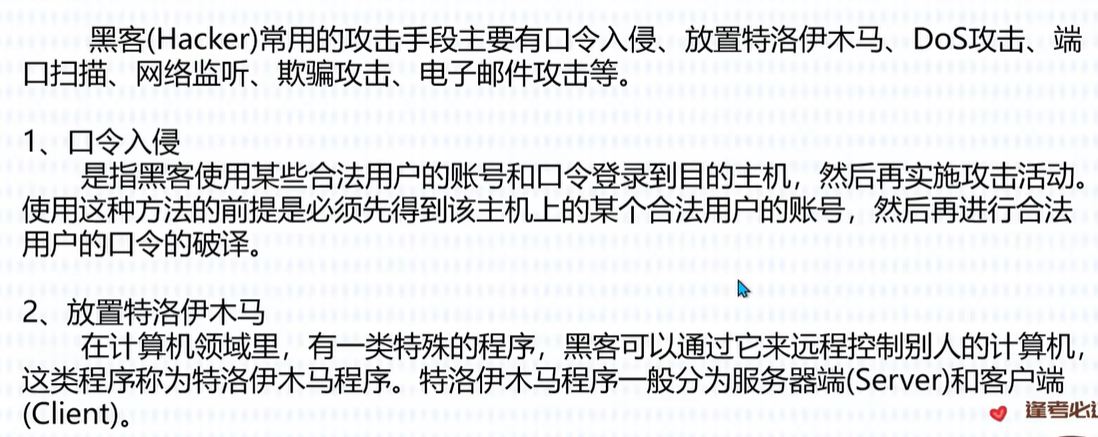 黑客(Hacker)常用的攻击手段主要有口令入侵、放置特洛伊木马、DoS攻击、端
口扫描、网络监听、欺骗攻击、电子邮件攻击等。
1、口令入侵
是指黑客使用某些合法用户的账号和口令登录到目的主机，然后再实施攻击活动。
使用这种方法的前提是必须先得到该主机上的某个合法用户的账号，然后再进行合法
用户的口令的破译。
2、放置特洛伊木马
在计算机领域里，有一类特殊的程序，黑客可以通过它来远程控制别人的计算机，
这类程序称为特洛伊木马程序。特洛伊木马程序一般分为服务器端(Server)和客户端
(Client)。
逢考必